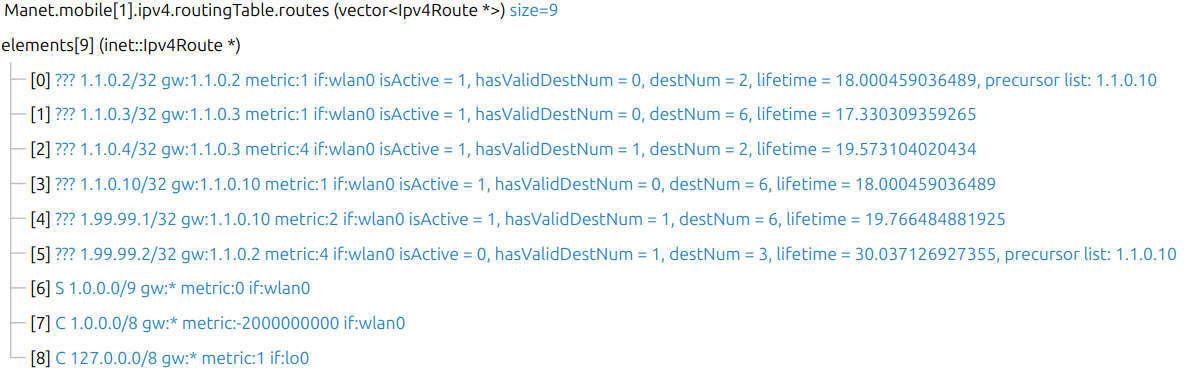 Manet.mobile[1].ipv4.routingTable.routes (vector<Ipv4Route *>) size=9
elements[9] (inet::Ipv4Route *)
[0] ??? 1.1.0.2/32 gw:1.1.0.2 metric:1 if:wlan0 isActive = 1, hasValidDestNum = 0, destNum = 2, lifetime = 18.000459036489, precursor list: 1.1.0.10
[1] ??? 1.1.0.3/32 gw:1.1.0.3 metric:1 if:wlan0 isActive = 1, hasValidDestNum = 0, destNum = 6, lifetime = 17.330309359265
[2] ??? 1.1.0.4/32 gw:1.1.0.3 metric:4 if:wlan0 isActive = 1, hasValidDestNum = 1, destNum = 2, lifetime = 19.573104020434
[3] ??? 1.1.0.10/32 gw:1.1.0.10 metric:1 if:wlan0 isActive = 1, hasValidDestNum = 0, destNum = 6, lifetime = 18.000459036489
[4] ??? 1.99.99.1/32 gw:1.1.0.10 metric:2 if:wlan0 isActive = 1, hasValidDestNum = 1, destNum = 6, lifetime = 19.766484881925
[5] ??? 1.99.99.2/32 gw:1.1.0.2 metric:4 if:wlan0 isActive = 0, hasValidDestNum = 1, destNum = 3, lifetime = 30.037126927355, precursor list: 1.1.0.10
[6] S 1.0.0.0/9 gw:* metric:0 if:wlan0
[7] C 1.0.0.0/8 gw:* metric:-2000000000 if:wlan0
[8] C 127.0.0.0/8 gw:* metric:1 if:lo0